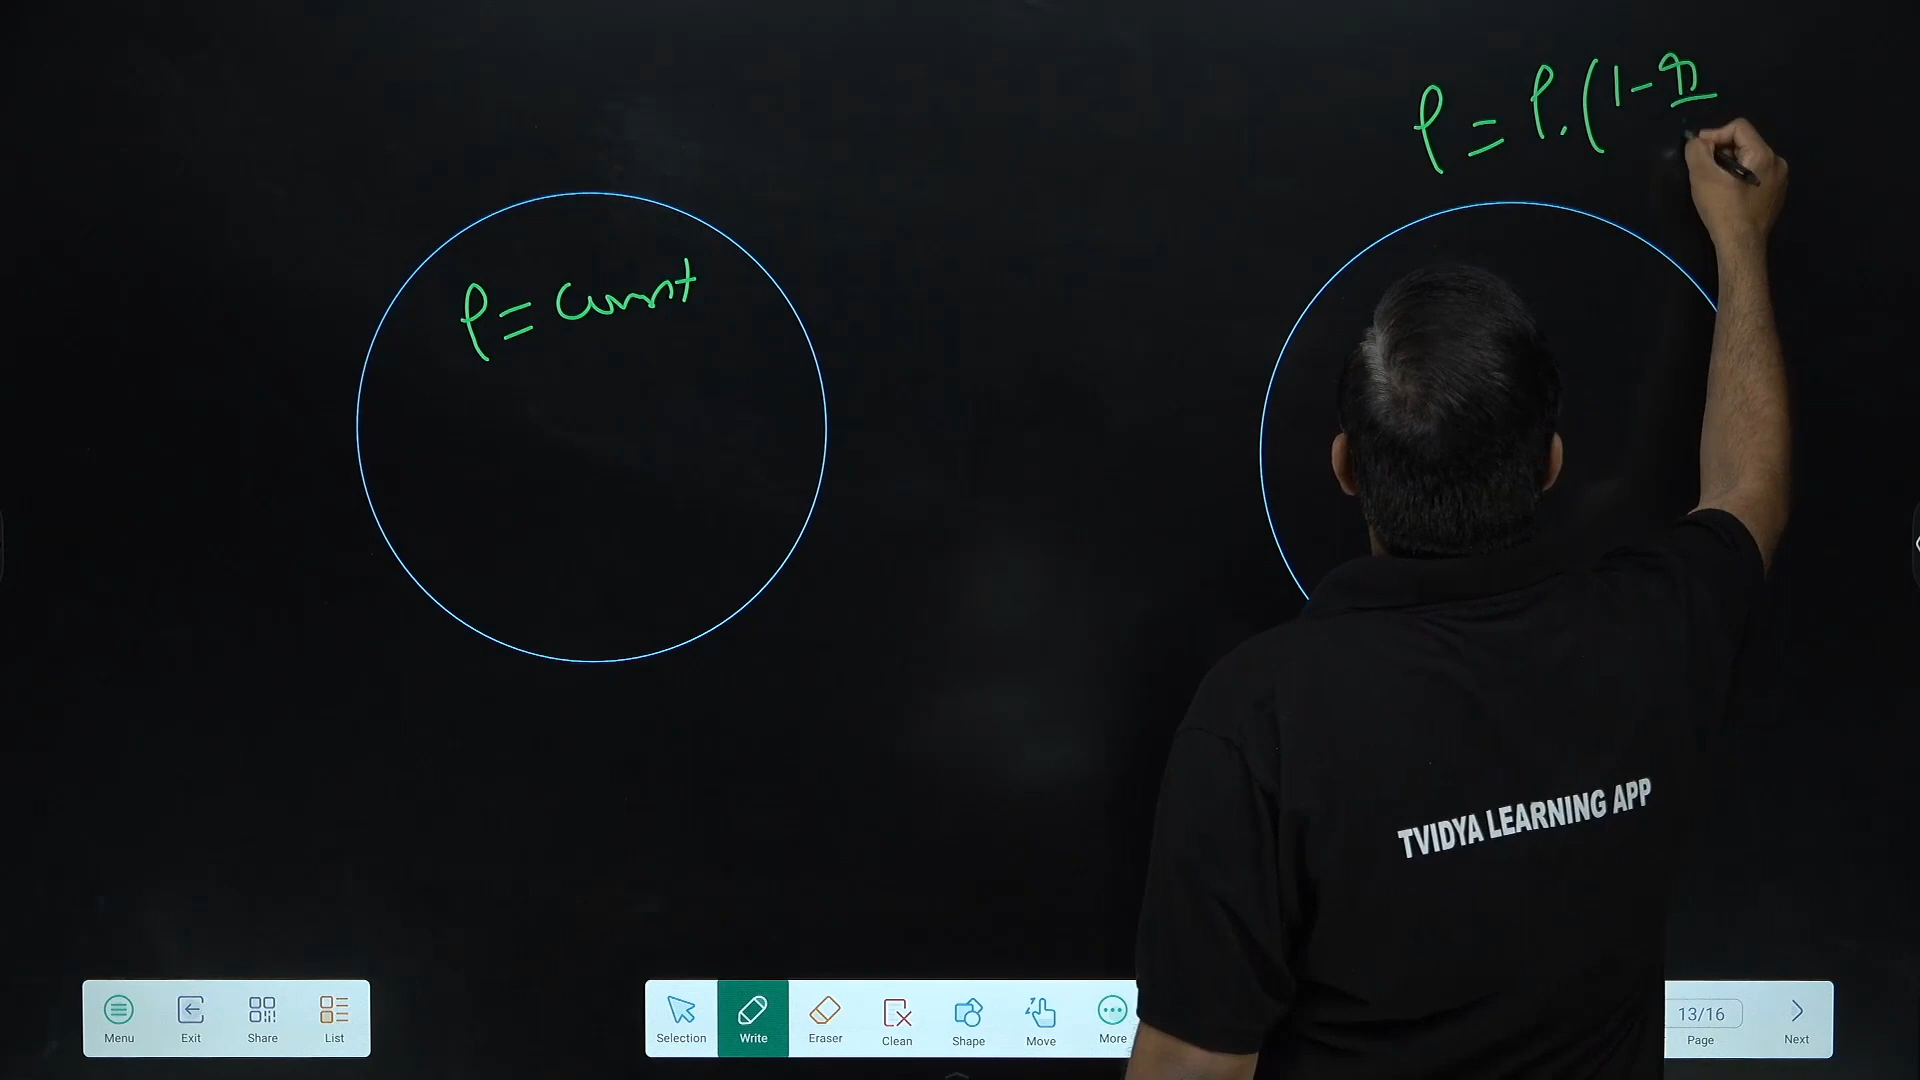 ρ = ρ₀ (1 - r
ρ = const
TVIDYA LEARNING APP
Menu Exit Share List
Selection Write Eraser Clean Shape Move More
13/16
Page Next